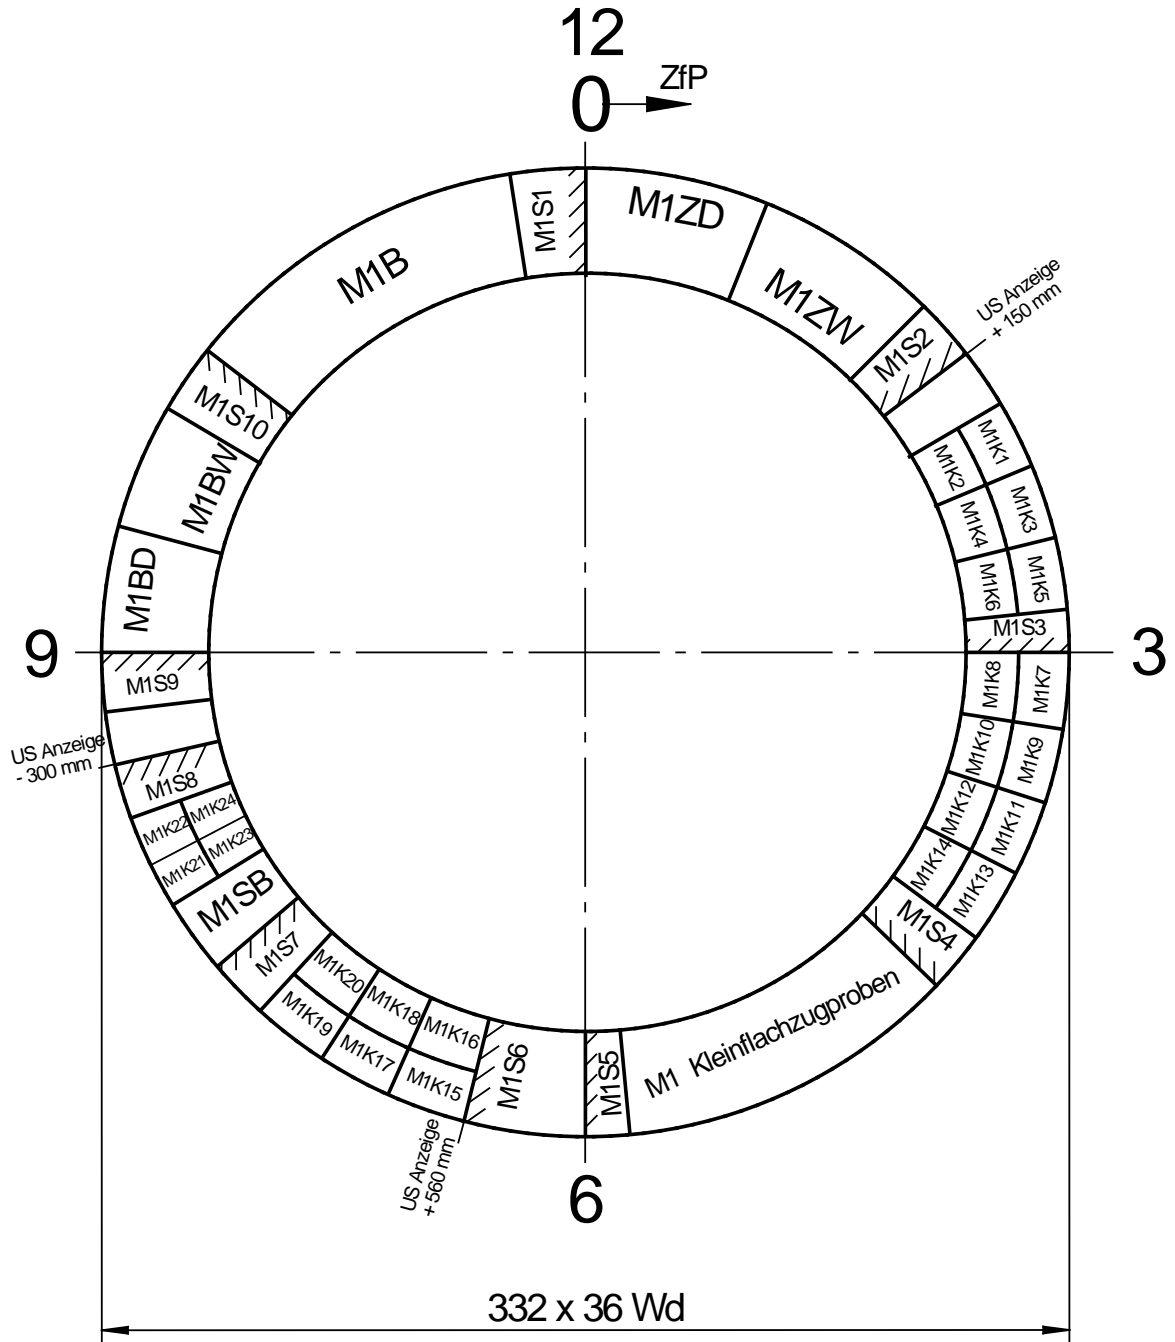 12
0
ZfP
M1S1
M1ZD
M1B
M1ZW
US Anzeige
+ 150 mm
M1S2
M1S10
M1K1
M1K2
M1BW
M1K3
M1K4
M1BD
M1K5
M1K6
M1S3
9
3
M1S9
M1K8
M1K7
US Anzeige
- 300 mm
M1K10
M1K9
M1S8
M1K24
M1K22
M1K12
M1K11
M1K23
M1K21
M1K14
M1K13
M1SB
M1S4
M1S7
M1K20
M1K18
M1K16
M1K19
M1K17
M1K15
M1S6
M1S5
M1 Kleinflachzugproben
US Anzeige
+ 560 mm
6
332 x 36 Wd